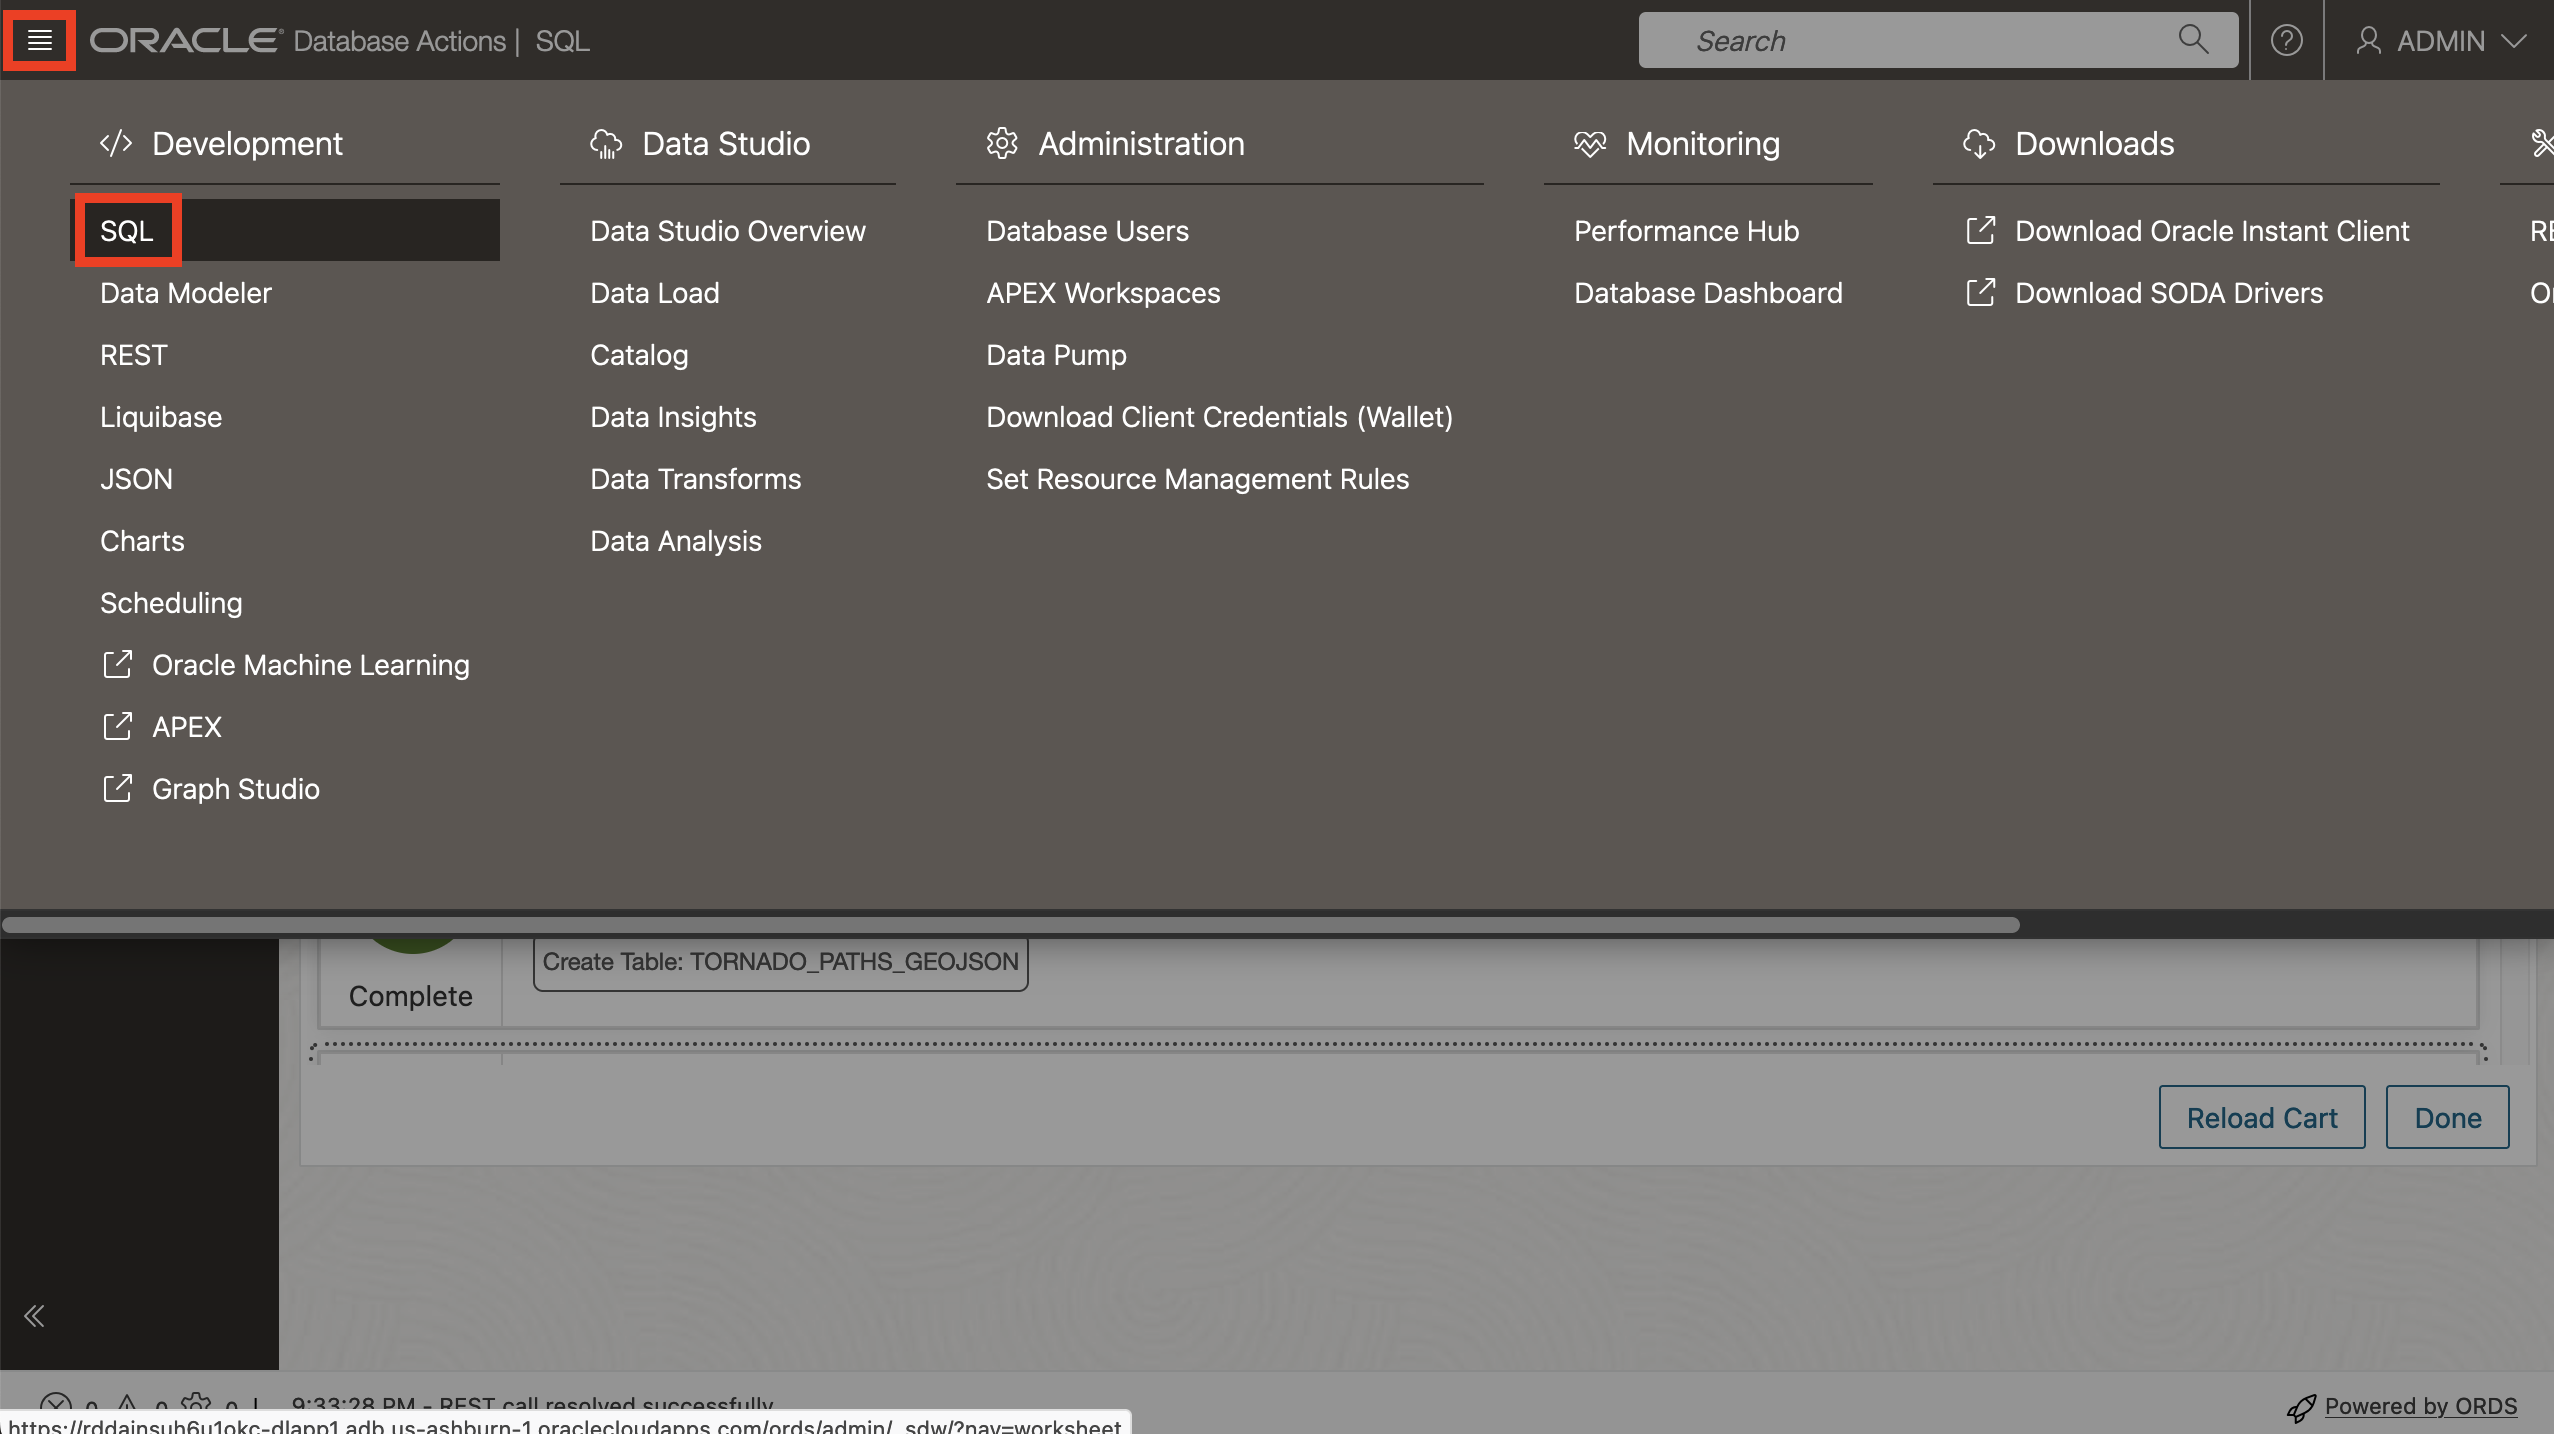 ORACLE Database Actions | SQL
Search
ADMIN
Development
SQL
Data Modeler
REST
Liquibase
JSON
Charts
Scheduling
Oracle Machine Learning
APEX
Graph Studio
Data Studio
Data Studio Overview
Data Load
Catalog
Data Insights
Data Transforms
Data Analysis
Administration
Database Users
APEX Workspaces
Data Pump
Download Client Credentials (Wallet)
Set Resource Management Rules
Monitoring
Performance Hub
Database Dashboard
Downloads
Download Oracle Instant Client
Download SODA Drivers
Create Table: TORNADO_PATHS_GEOJSON
Complete
Reload Cart
Done
0 0 0 | 9:33:28 PM - REST call resolved successfully
https://rddainsuh6u1okc-dlapp1.adb.us-ashburn-1.oraclecloudapps.com/ords/admin/_sdw/?nav=worksheet
Powered by ORDS